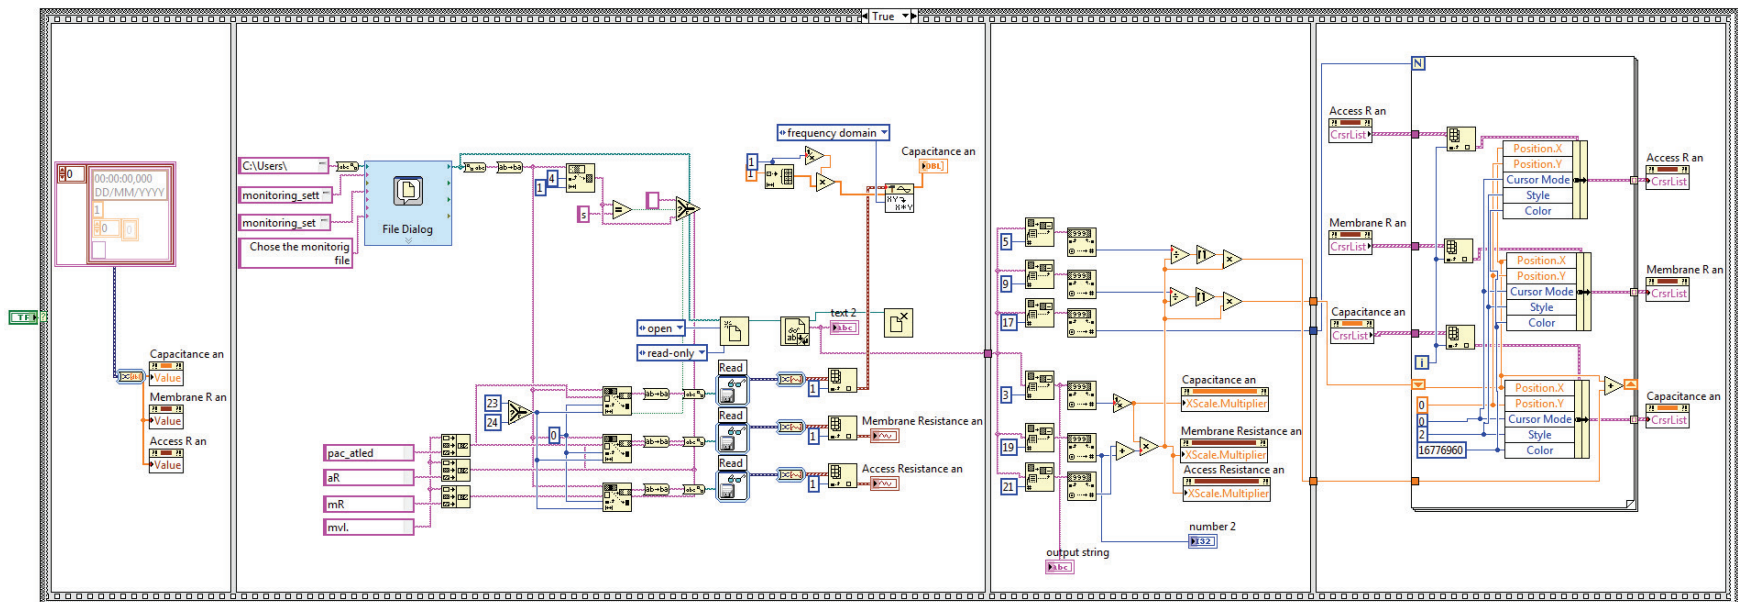 True
0
00:00:00,000
DD/MM/YYYY
1
0
0
Capacitance an
Value
Membrane R an
Value
Access R an
Value
TF
C:\Users\
monitoring_sett
monitoring_set
Chose the monitorig
file
File Dialog
4
1
s
=
frequency domain
1
1
Capacitance an
DBL
open
read-only
text 2
abc
23
24
0
pac_atled
aR
mR
mvl.
Read
1
Read
1
Membrane Resistance an
Read
1
Access Resistance an
5
9
17
3
19
21
Capacitance an
XScale.Multiplier
Membrane Resistance an
XScale.Multiplier
Access Resistance an
XScale.Multiplier
number 2
I32
output string
abc
N
Access R an
CrsrList
Membrane R an
CrsrList
Capacitance an
CrsrList
i
0
0
2
16776960
Position.X
Position.Y
Cursor Mode
Style
Color
Position.X
Position.Y
Cursor Mode
Style
Color
Position.X
Position.Y
Cursor Mode
Style
Color
Access R an
CrsrList
Membrane R an
CrsrList
Capacitance an
CrsrList